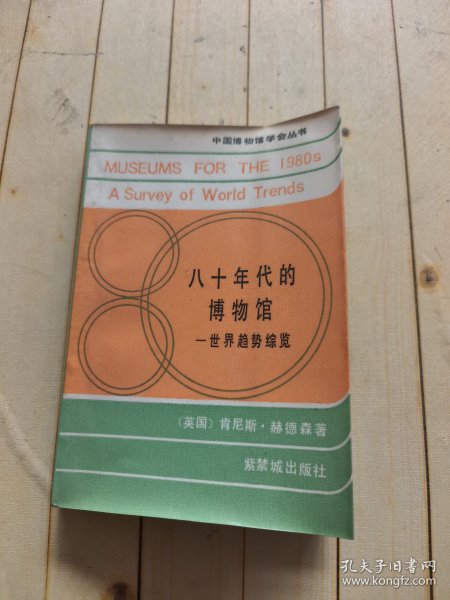 中国博物馆学会丛书
MUSEUMS FOR THE 1980s
A Survey of World Trends
八十年代的
博物馆
—世界趋势综览
〔英国〕肯尼斯·赫德森著
紫禁城出版社
孔夫子旧书网
www.kongfz.com